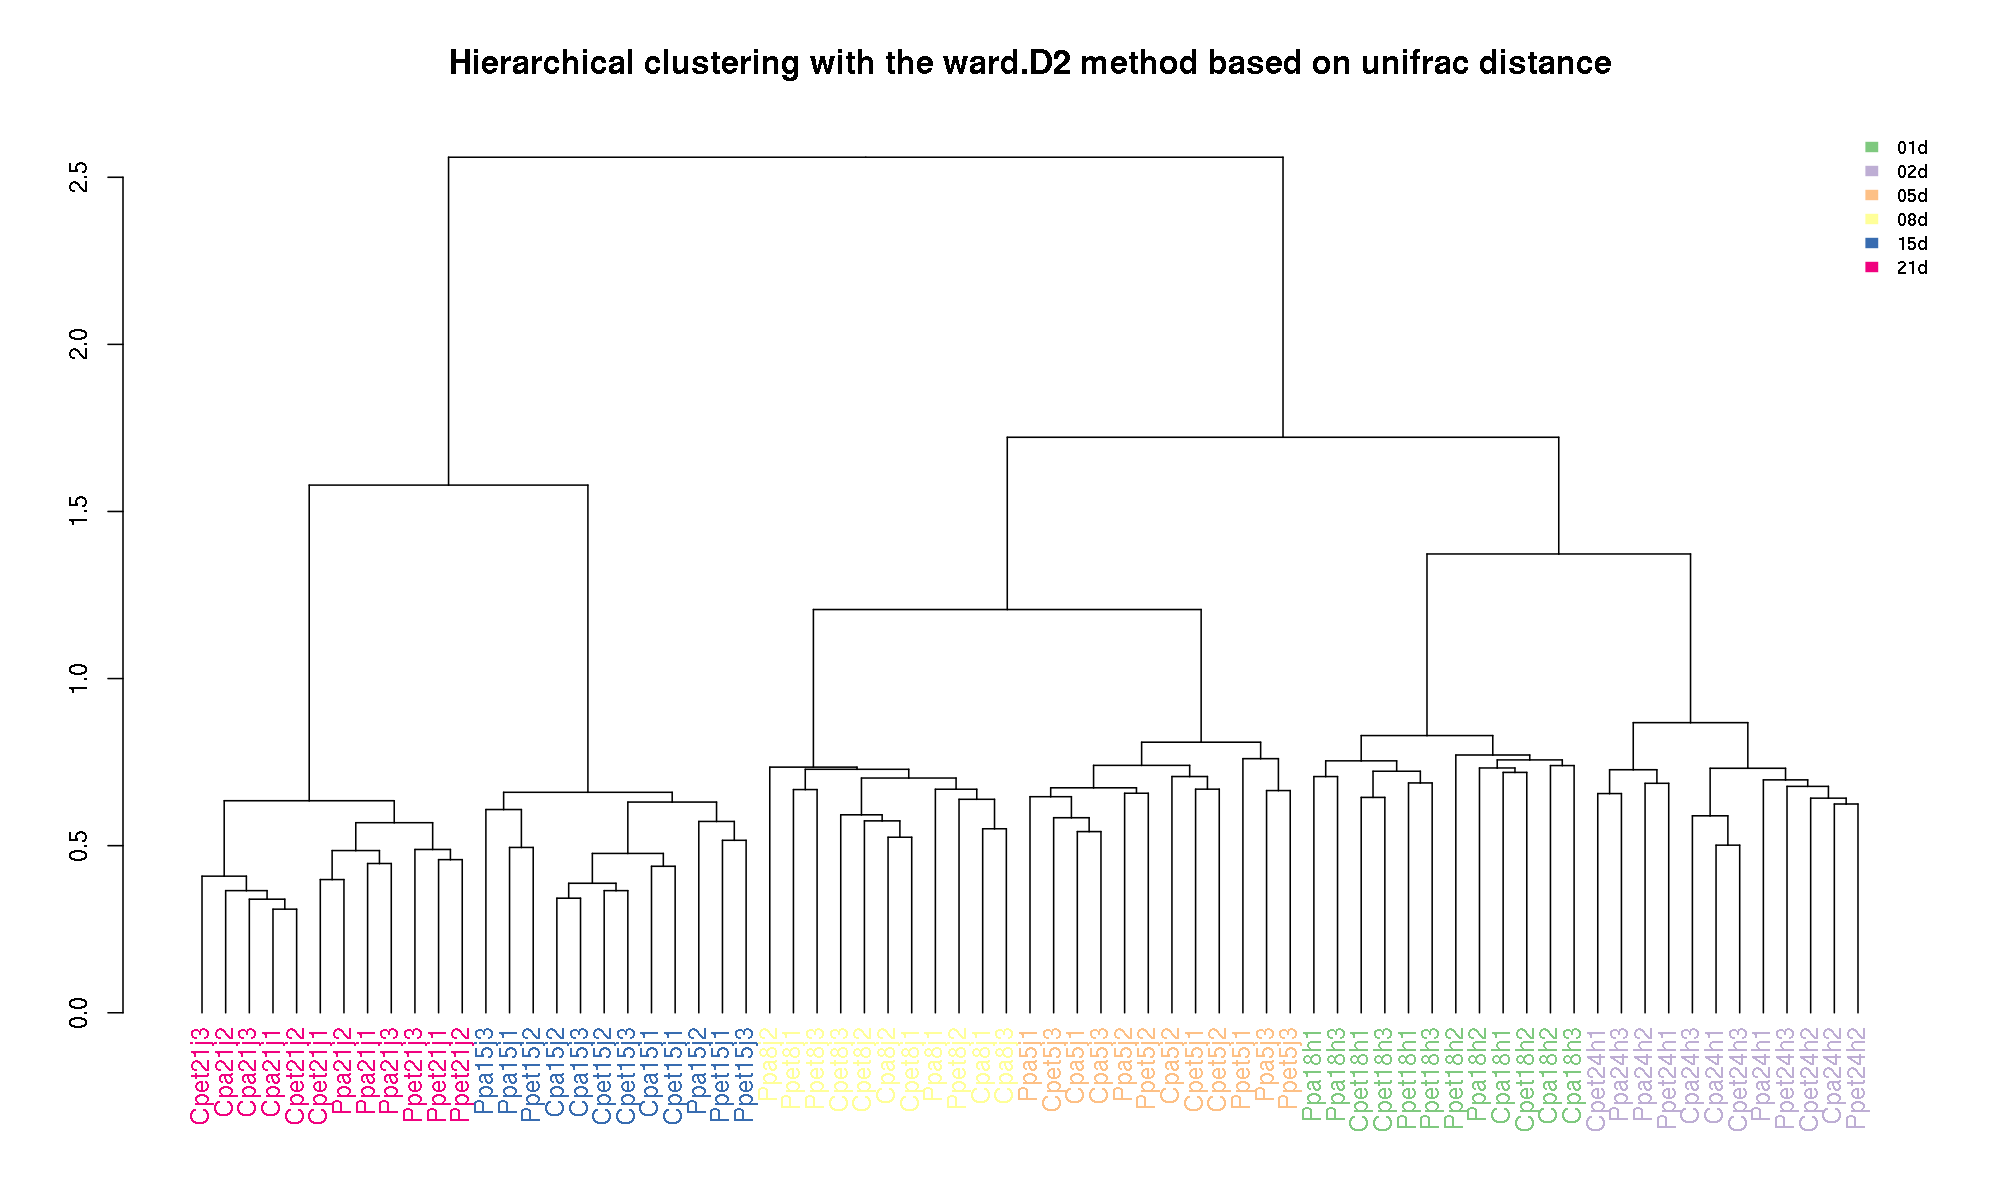 Hierarchical clustering with the ward.D2 method based on unifrac distance
2.5
2.0
1.5
1.0
0.5
0.0
01d
02d
05d
08d
15d
21d
Cpet21j3
Cpa21j2
Cpa21j3
Cpa21j1
Cpet21j2
Cpet21j1
Ppa21j2
Ppa21j1
Ppa21j3
Ppet21j3
Ppet21j1
Ppet21j2
Ppa15j3
Ppa15j1
Ppet15j2
Cpa15j2
Cpa15j3
Cpet15j2
Cpet15j3
Cpa15j1
Cpet15j1
Ppa15j2
Ppet15j1
Ppet15j3
Ppa8j2
Ppet8j1
Ppet8j3
Cpet8j3
Cpet8j2
Cpa8j2
Cpet8j1
Ppa8j1
Ppet8j2
Cpa8j1
Cpa8j3
Ppa5j1
Cpet5j3
Cpa5j1
Cpa5j3
Ppa5j2
Ppet5j2
Cpa5j2
Cpet5j1
Cpet5j2
Ppet5j1
Ppa5j3
Ppet5j3
Ppa18h1
Ppa18h3
Cpet18h1
Cpet18h3
Ppet18h1
Ppet18h3
Ppet18h2
Ppa18h2
Cpa18h1
Cpet18h2
Cpa18h2
Cpa18h3
Cpet24h1
Ppa24h3
Ppa24h2
Ppet24h1
Cpa24h3
Cpa24h1
Cpet24h3
Ppa24h1
Ppet24h3
Cpet24h2
Cpa24h2
Ppet24h2